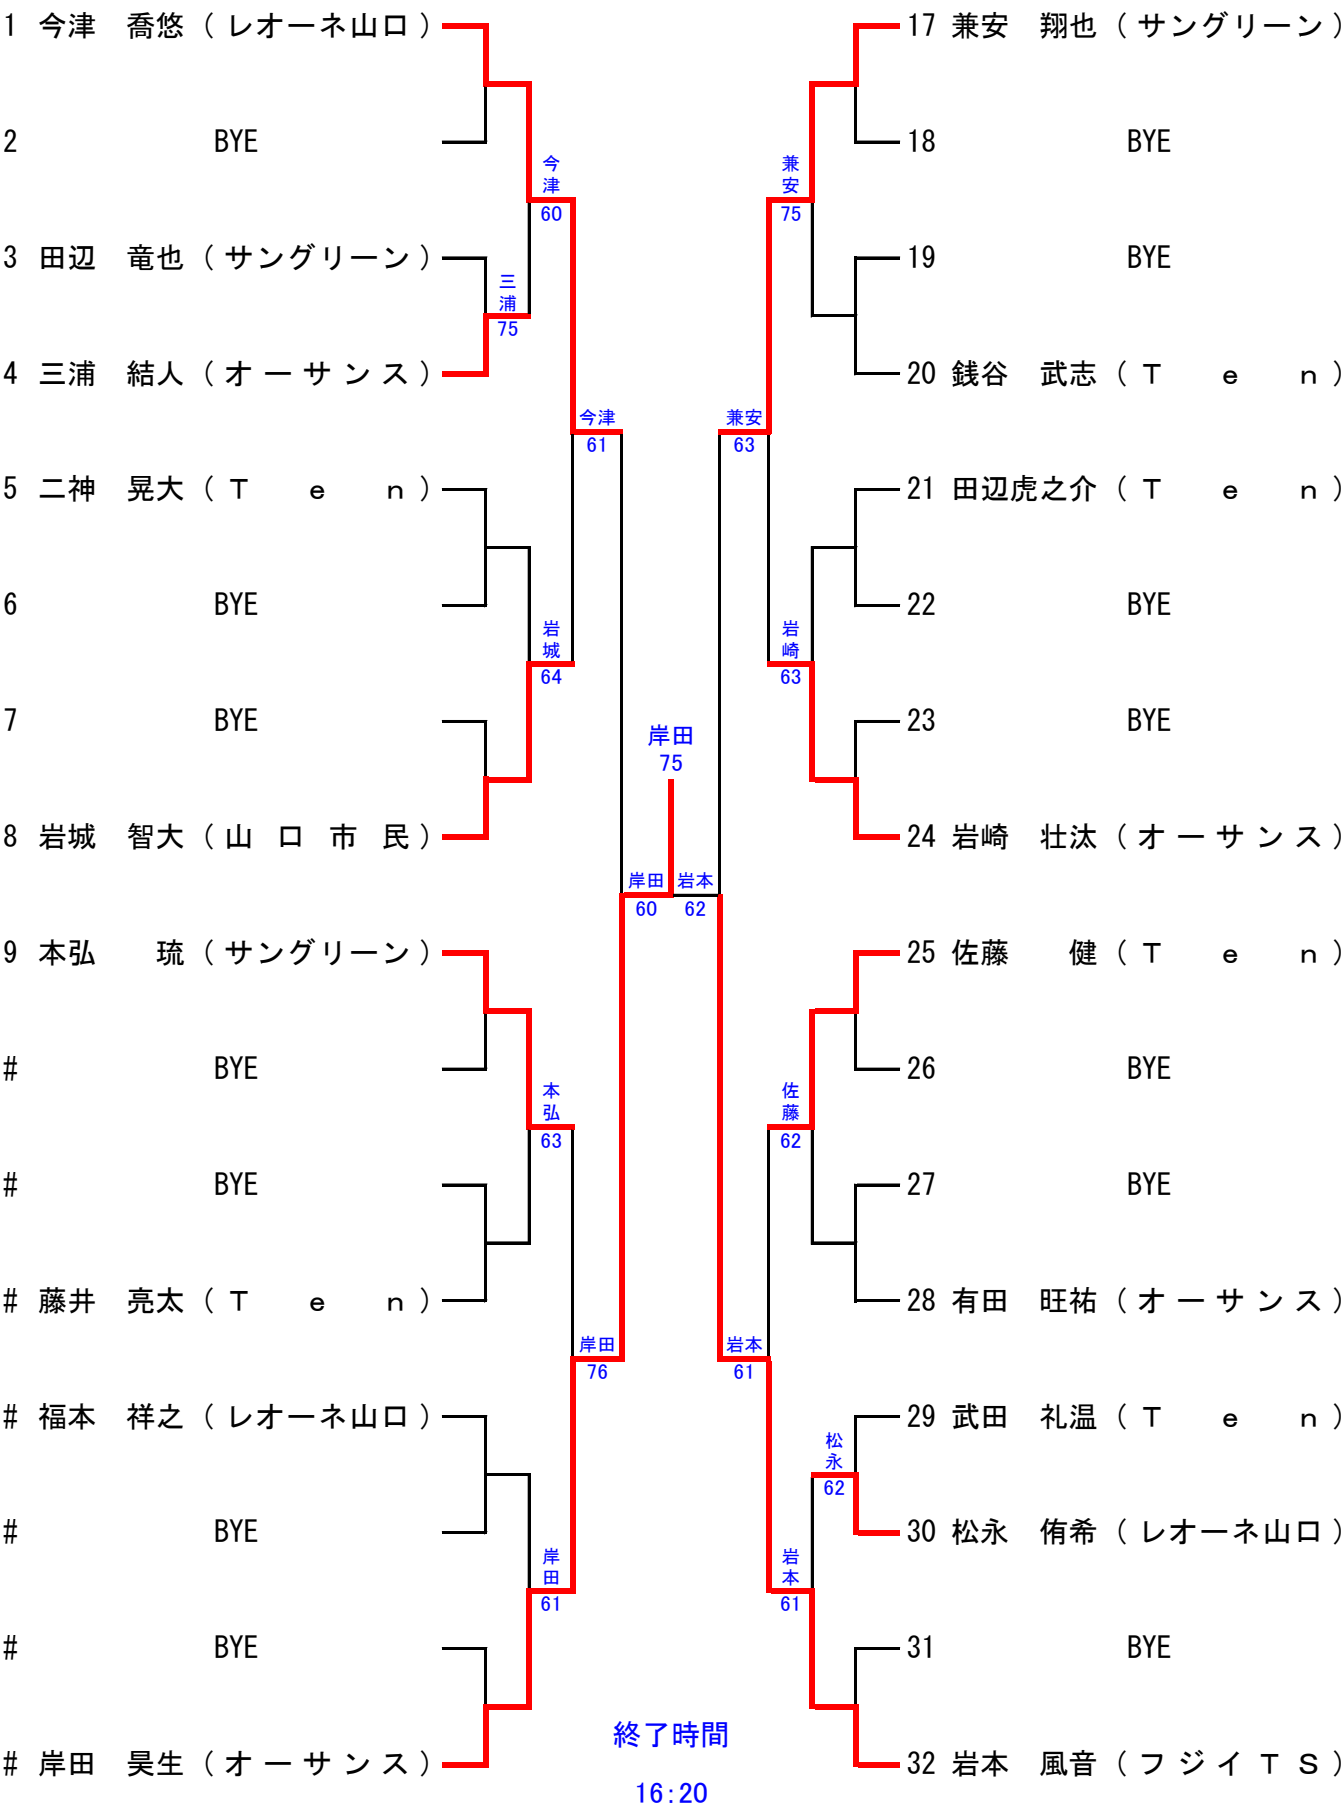 1 今津　喬悠（レオーネ山口）
2 BYE
今津
60
3 田辺　竜也（サングリーン）
三浦
75
4 三浦　結人（オーサンス）
今津
61
5 二神　晃大（Ｔｅｎ）
6 BYE
岩城
64
7 BYE
8 岩城　智大（山口市民）
9 本弘　琉（サングリーン）
# BYE
本弘
63
# BYE
# 藤井　亮太（Ｔｅｎ）
岸田
76
# 福本　祥之（レオーネ山口）
# BYE
岸田
61
# BYE
# 岸田　昊生（オーサンス）
岸田
75
岸田
60
岩本
62
17 兼安　翔也（サングリーン）
18 BYE
兼安
75
19 BYE
20 銭谷　武志（Ｔｅｎ）
兼安
63
21 田辺虎之介（Ｔｅｎ）
22 BYE
岩崎
63
23 BYE
24 岩崎　壮汰（オーサンス）
25 佐藤　健（Ｔｅｎ）
26 BYE
佐藤
62
27 BYE
28 有田　旺祐（オーサンス）
岩本
61
29 武田　礼温（Ｔｅｎ）
松永
62
30 松永　侑希（レオーネ山口）
岩本
61
31 BYE
32 岩本　風音（フジイＴＳ）
終了時間
16:20